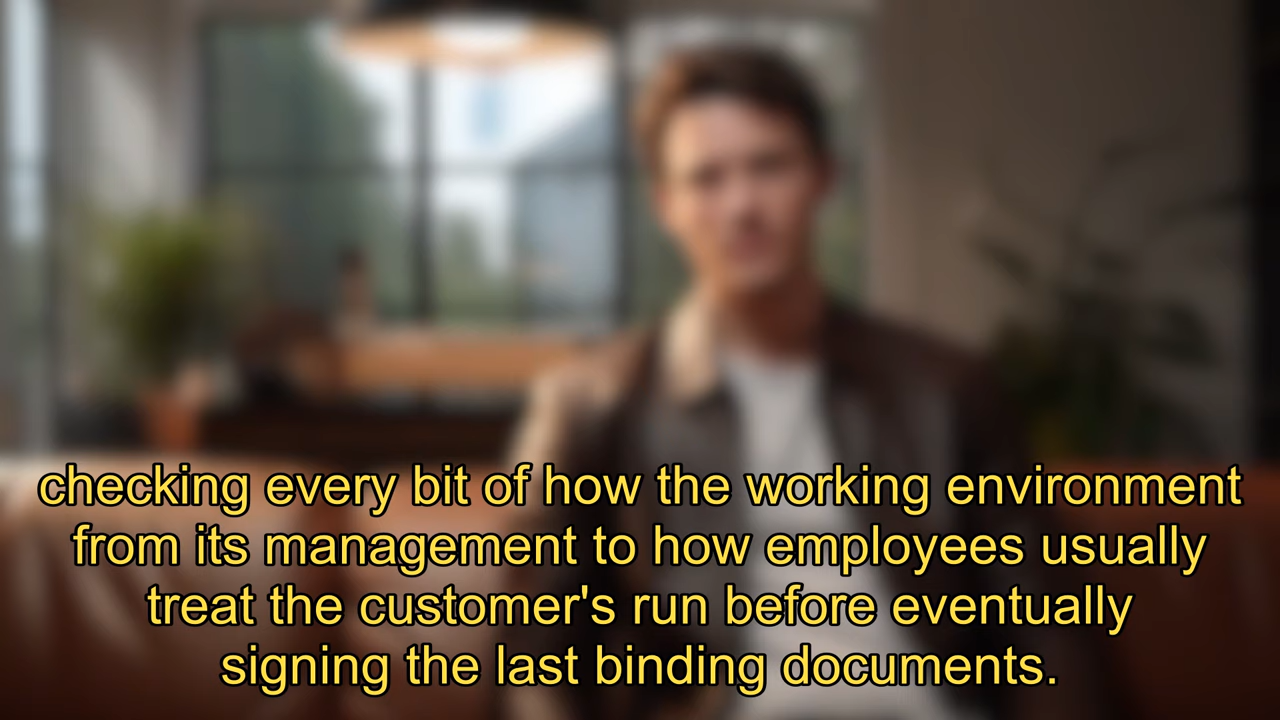 checking every bit of how the working environment
from its management to how employees usually
treat the customer's run before eventually
signing the last binding documents.